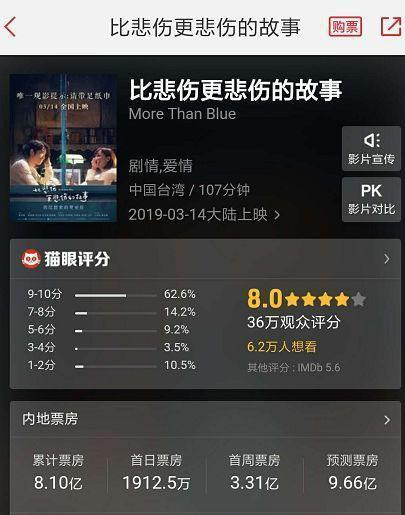 比悲伤更悲伤的故事
购票
唯一观影提示:请带足纸巾
03/14 全国上映
比悲伤
更悲伤的故事
比悲伤更悲伤的故事
More Than Blue
剧情,爱情
中国台湾 / 107分钟
2019-03-14大陆上映
影片宣传
PK
影片对比
猫眼评分
9-10分 62.6%
7-8分 14.2%
5-6分 9.2%
3-4分 3.5%
1-2分 10.5%
8.0
36万观众评分
6.2万人想看
其他评分 : IMDb 5.6
内地票房
累计票房 首日票房 首周票房 预测票房
8.10亿 1912.5万 3.31亿 9.66亿